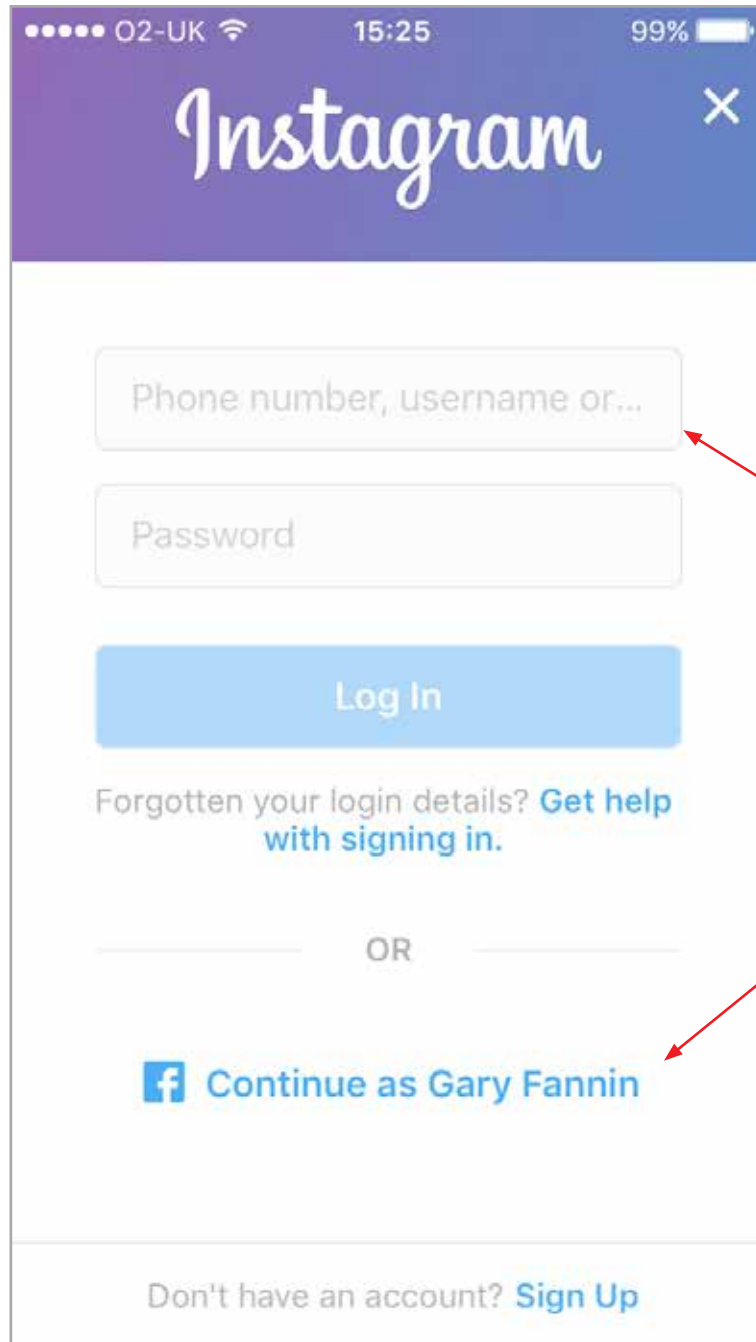 O2-UK 15:25 99%
Instagram
Phone number, username or...
Password
Log In
Forgotten your login details? Get help
with signing in.
OR
Continue as Gary Fannin
Don't have an account? Sign Up